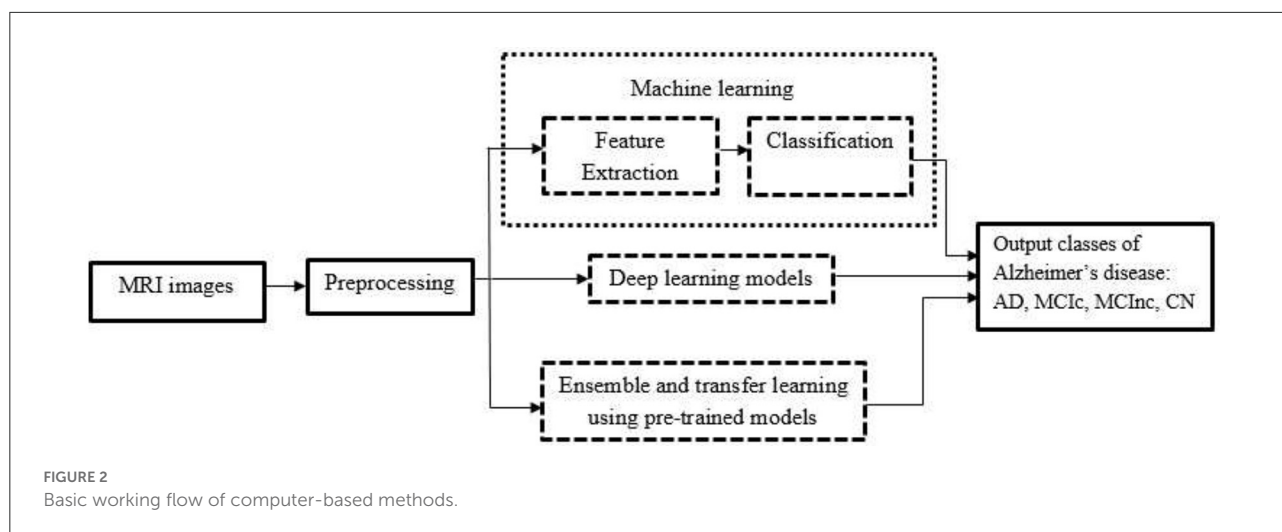 Machine learning
Feature
Extraction
Classification
MRI images
Preprocessing
Deep learning models
Ensemble and transfer learning
using pre-trained models
Output classes of
Alzheimer's disease:
AD, MCIc, MCInc, CN
FIGURE 2
Basic working flow of computer-based methods.